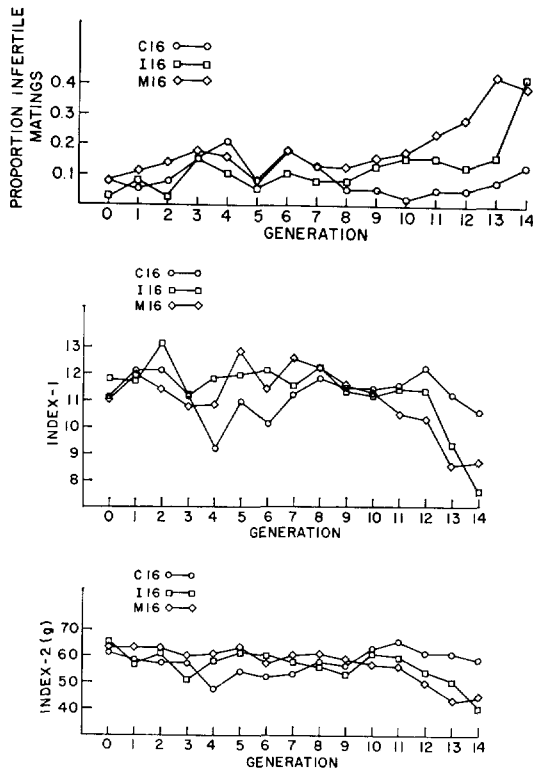 PROPORTION INFERTILE
MATINGS
C16
I16
M16
0.4
0.3
0.2
0.1
0 1 2 3 4 5 6 7 8 9 10 11 12 13 14
GENERATION
INDEX-1
C16
I16
M16
13
12
11
10
9
8
0 1 2 3 4 5 6 7 8 9 10 11 12 13 14
GENERATION
INDEX-2 (g)
C16
I16
M16
70
60
50
40
0 1 2 3 4 5 6 7 8 9 10 11 12 13 14
GENERATION